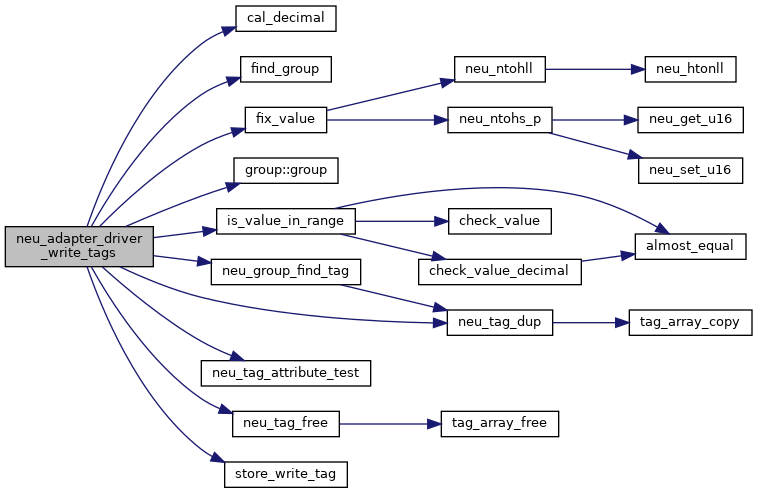 cal_decimal
find_group
neu_ntohll
neu_htonll
fix_value
neu_ntohs_p
neu_get_u16
group::group
neu_set_u16
is_value_in_range
check_value
neu_adapter_driver
_write_tags
almost_equal
neu_group_find_tag
check_value_decimal
neu_tag_dup
tag_array_copy
neu_tag_attribute_test
neu_tag_free
tag_array_free
store_write_tag